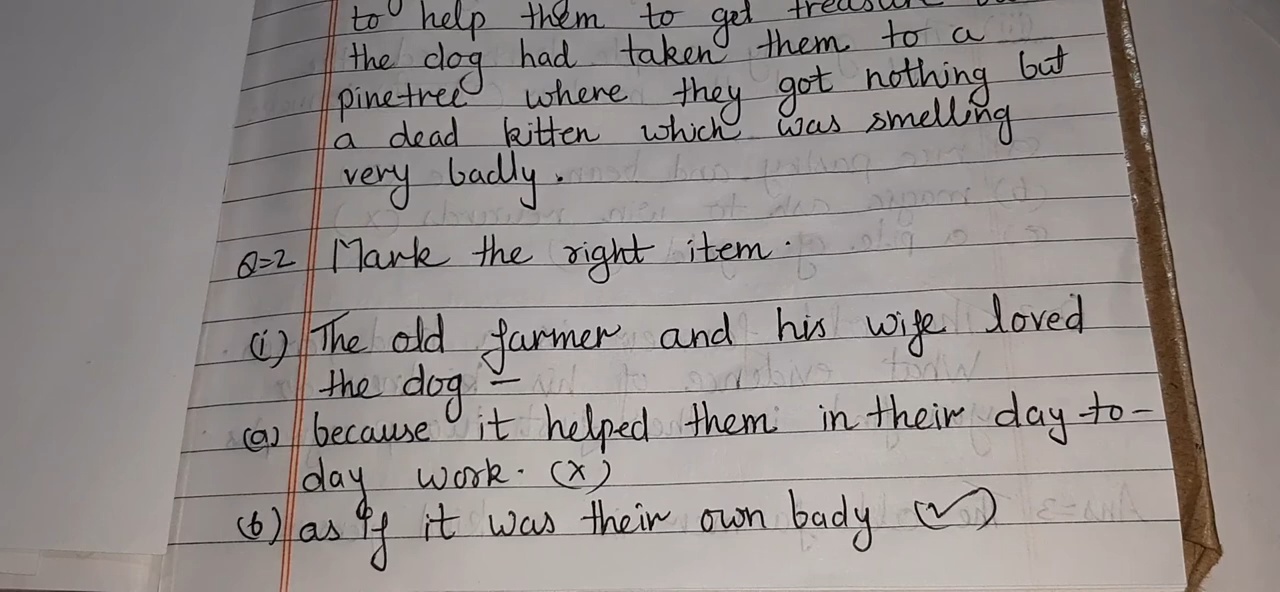 to help them to get
the dog had taken them to a
pinetree where they got nothing but
a dead kitten which was smelling
very badly.
Q=2 Mark the right item.
(i) The old farmer and his wife loved
the dog —
(a) because it helped them in their day-to-
day work. (x)
(b) as if it was their own bady (✓)